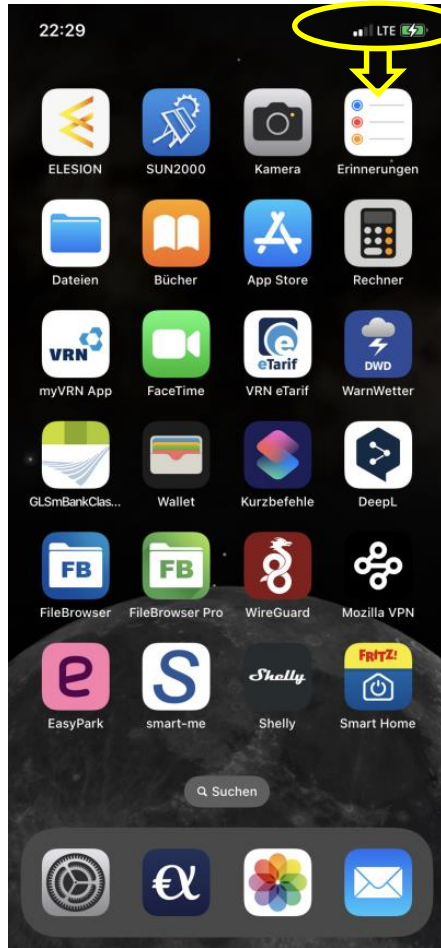 22:29
LTE
ELESION
SUN2000
Kamera
Erinnerungen
Dateien
Bücher
App Store
Rechner
VRN
eTarif
DWD
myVRN App
FaceTime
VRN eTarif
WarnWetter
GLSmBankClas...
Wallet
Kurzbefehle
DeepL
FB
FB
FileBrowser
FileBrowser Pro
WireGuard
Mozilla VPN
e
S
Shelly
FRITZ!
EasyPark
smart-me
Shelly
Smart Home
Suchen
€X